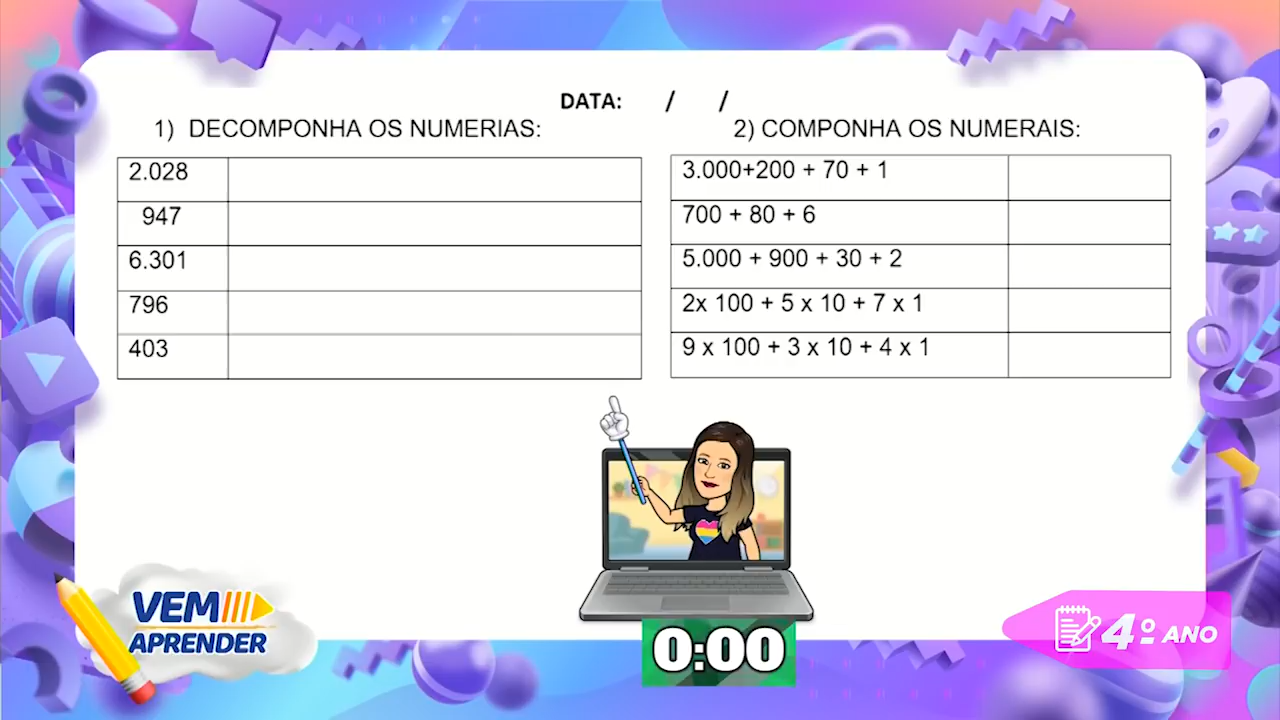 DATA: / /
1) DECOMPONHA OS NUMERIAS:
2.028
947
6.301
796
403
2) COMPONHA OS NUMERAIS:
3.000+200 + 70 + 1
700 + 80 + 6
5.000 + 900 + 30 + 2
2x 100 + 5 x 10 + 7 x 1
9 x 100 + 3 x 10 + 4 x 1
VEM
APRENDER
0:00
4º ANO